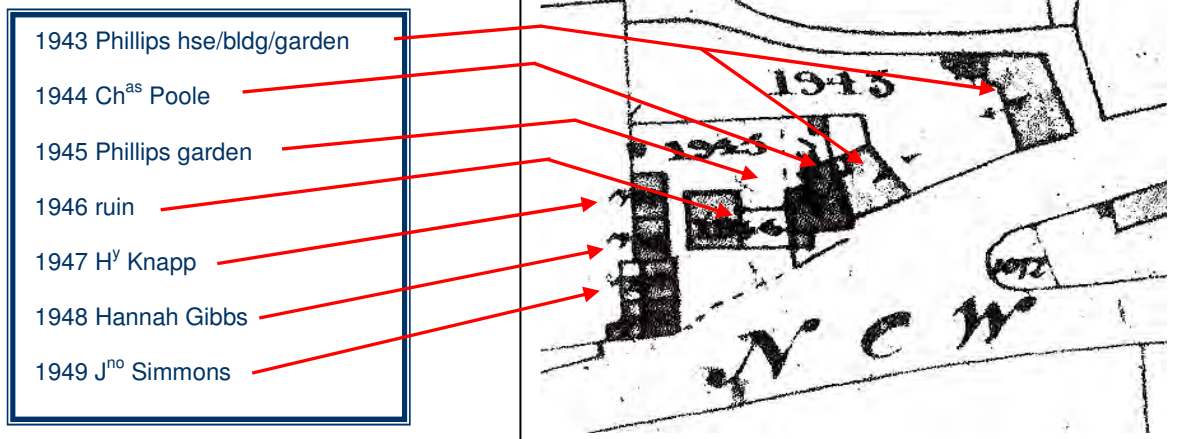 1943 Phillips hse/bldg/garden
1944 Chas Poole
1945 Phillips garden
1946 ruin
1947 Hy Knapp
1948 Hannah Gibbs
1949 Jno Simmons
1943
1945
1946
1072
N C W